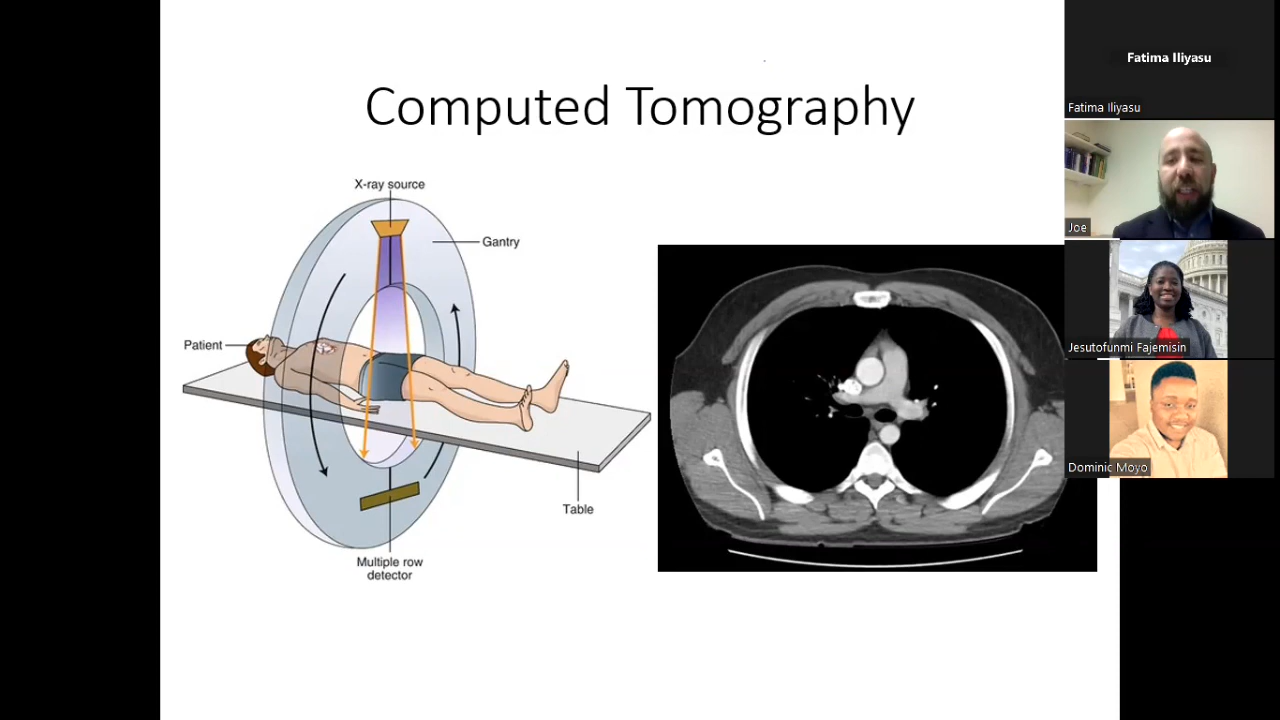 Computed Tomography
X-ray source
Gantry
Patient
Table
Multiple row
detector
Fatima Iliyasu
Fatima Iliyasu
Joe
Jesutofunmi Fajemisin
Dominic Moyo